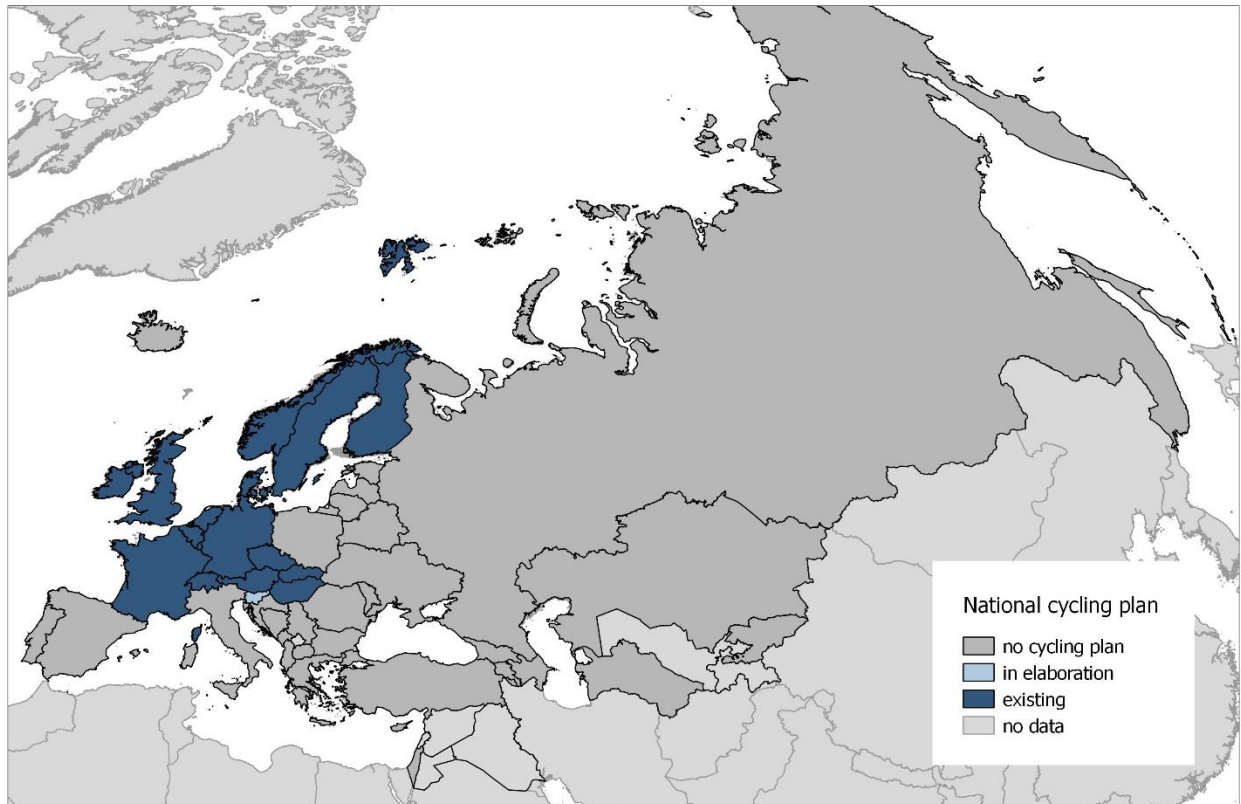 National cycling plan
no cycling plan
in elaboration
existing
no data